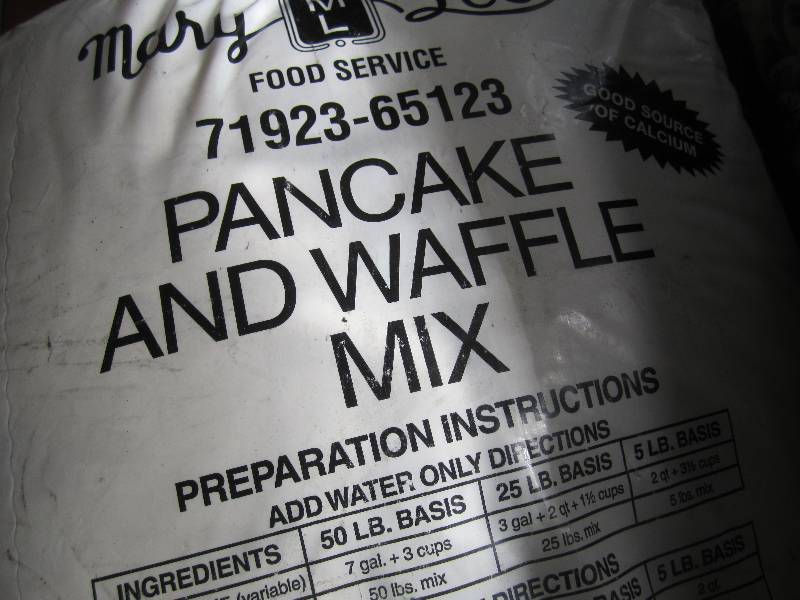 Mary
ML
FOOD SERVICE
71923-65123
GOOD SOURCE
OF CALCIUM
PANCAKE
AND WAFFLE
MIX
PREPARATION INSTRUCTIONS
ADD WATER ONLY DIRECTIONS
INGREDIENTS 50 LB. BASIS 25 LB. BASIS 5 LB. BASIS
(variable) 7 gal. + 3 cups 3 gal + 2 qt + 1½ cups 2 qt + 3½ cups
50 lbs. mix 25 lbs. mix 5 lbs. mix
DIRECTIONS
BASIS 5 LB. BASIS
2 qt.